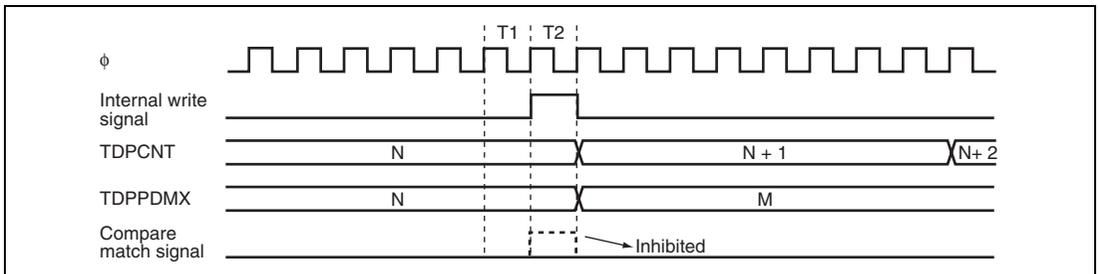 T1 T2
ϕ
Internal write
signal
TDPCNT N N + 1 N+ 2
TDPPDMX N M
Compare
match signal Inhibited